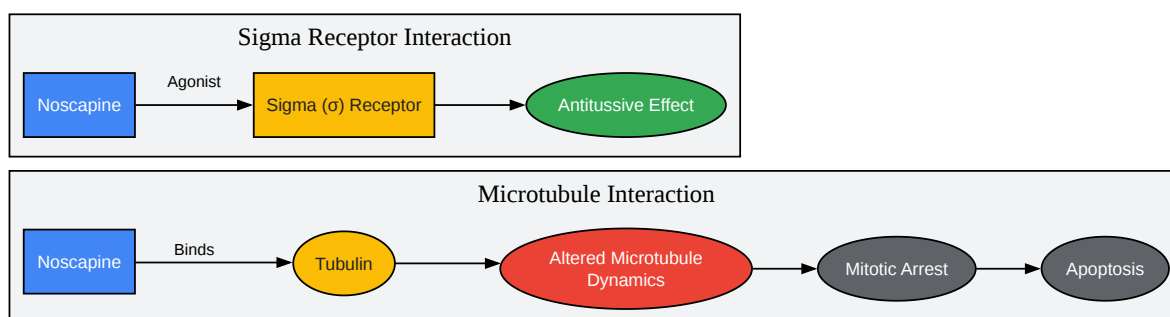 Sigma Receptor Interaction
Noscapine
Agonist
Sigma (σ) Receptor
Antitussive Effect
Microtubule Interaction
Noscapine
Binds
Tubulin
Altered Microtubule
Dynamics
Mitotic Arrest
Apoptosis